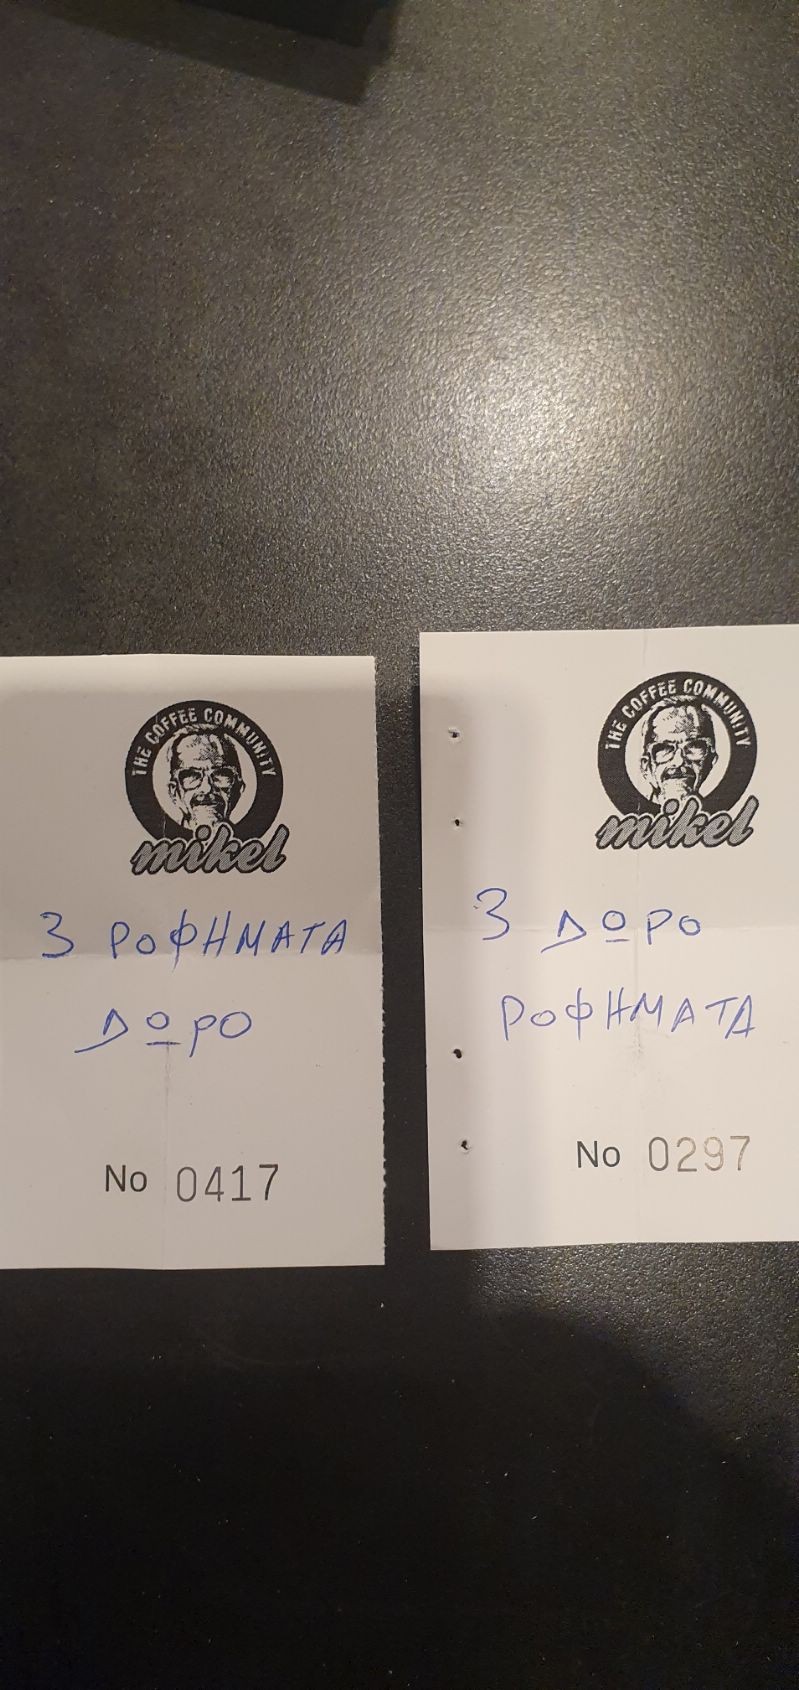 THE COFFEE COMMUNITY
mikel
3 ΡΟΦΗΜΑΤΑ
ΔΩΡΟ
No 0417
THE COFFEE COMMUNITY
mikel
3 ΔΩΡΟ
ΡΟΦΗΜΑΤΑ
No 0297